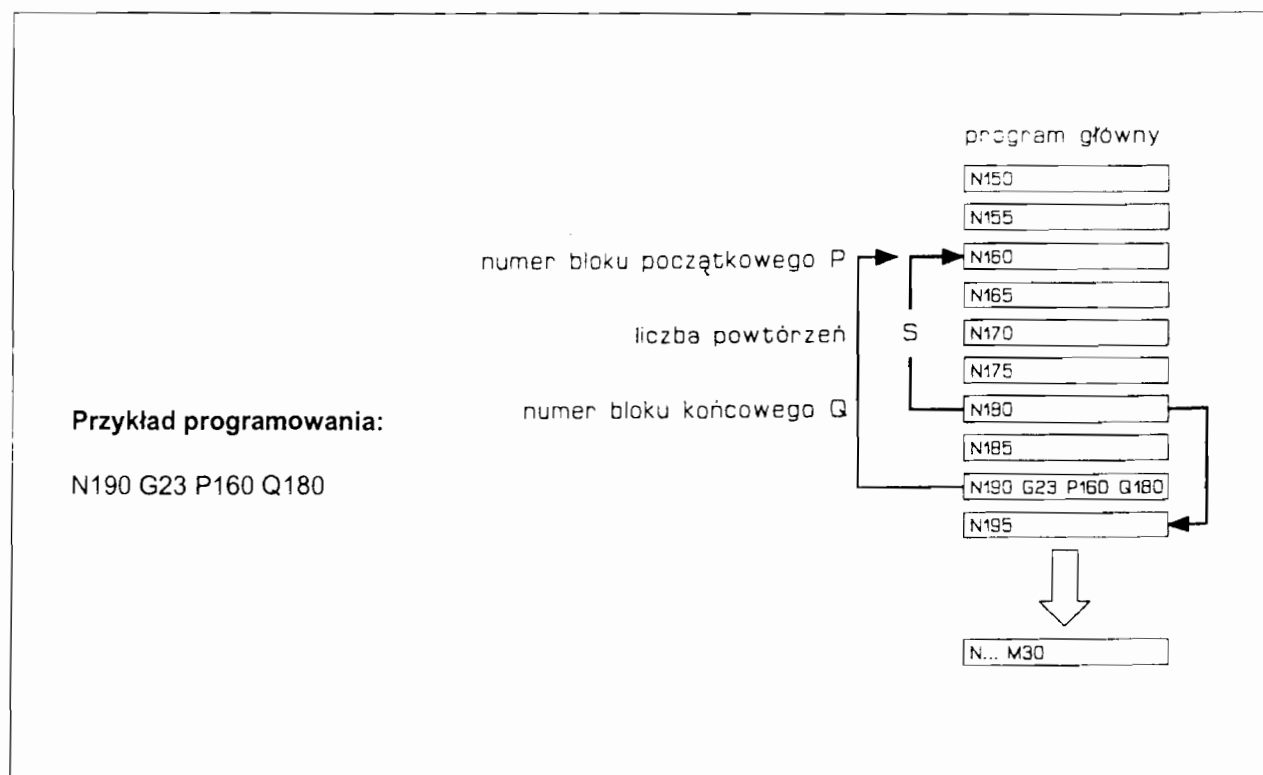 program główny
N150
N155
numer bloku początkowego P
N160
N165
liczba powtórzeń
S
N170
N175
numer bloku końcowego Q
N180
Przykład programowania:
N185
N190 G23 P160 Q180
N190 G23 P160 Q180
N195
N... M30